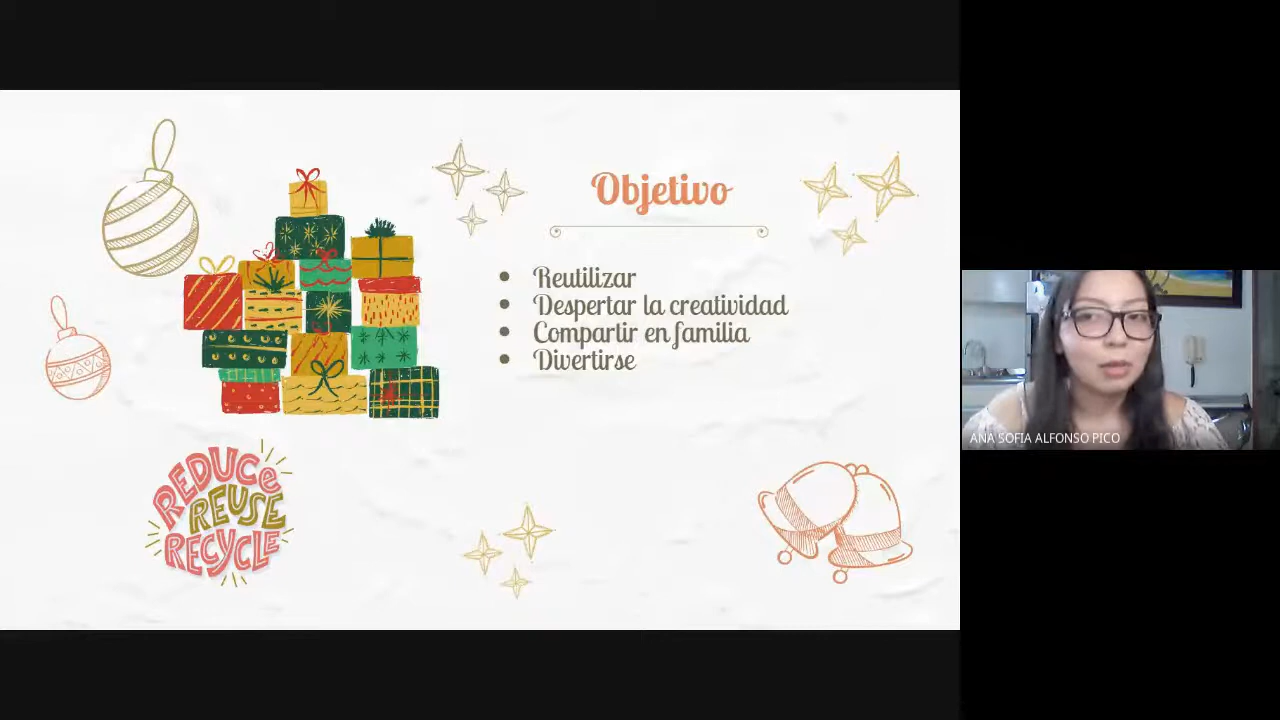 Objetivo
Reutilizar
Despertar la creatividad
Compartir en familia
Divertirse
REDUCe
REUSE
RECYCLE
ANA SOFIA ALFONSO PICO